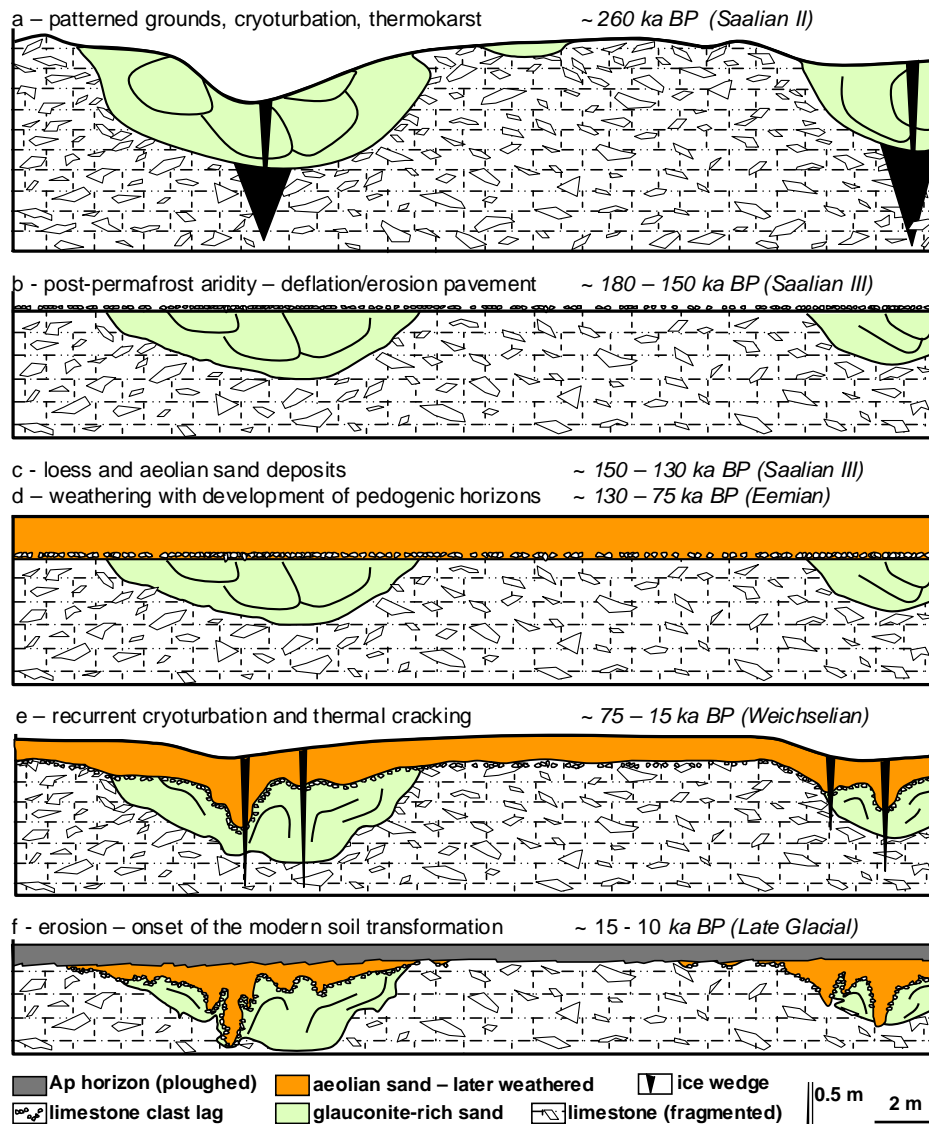 a – patterned grounds, cryoturbation, thermokarst ~ 260 ka BP (Saalian II)
b - post-permafrost aridity – deflation/erosion pavement ~ 180 – 150 ka BP (Saalian III)
c - loess and aeolian sand deposits ~ 150 – 130 ka BP (Saalian III)
d – weathering with development of pedogenic horizons ~ 130 – 75 ka BP (Eemian)
e – recurrent cryoturbation and thermal cracking ~ 75 – 15 ka BP (Weichselian)
f - erosion – onset of the modern soil transformation ~ 15 - 10 ka BP (Late Glacial)
Ap horizon (ploughed) aeolian sand – later weathered ice wedge
limestone clast lag glauconite-rich sand limestone (fragmented) 0.5 m 2 m